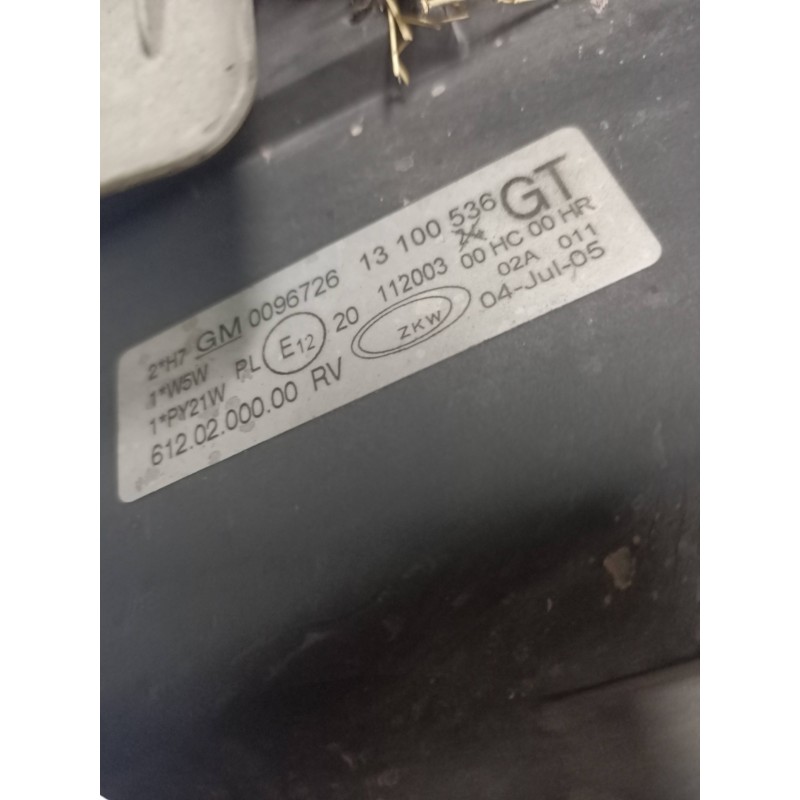 2*H7 GM 0096726 13 100 536 GT
1*W5W PL E12 20 112003 00 HC 00 HR
1*PY21W ZKW 02A 011
612.02.000.00 RV 04-Jul-05